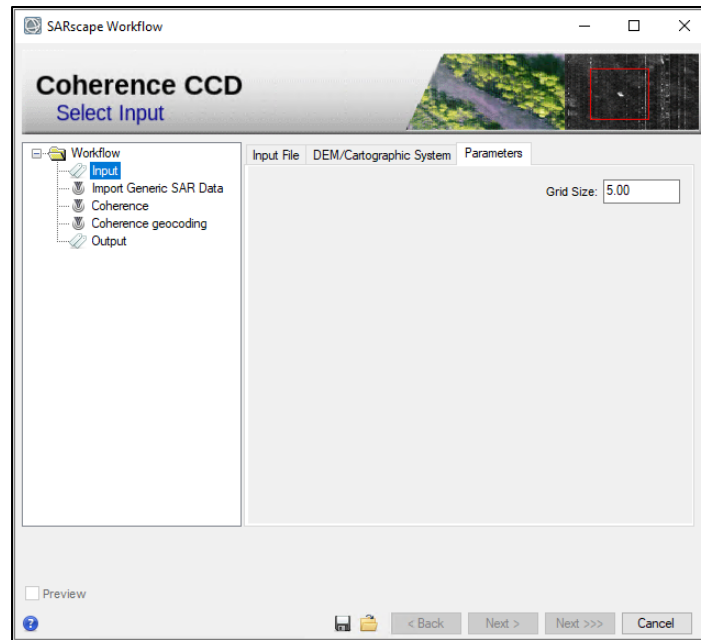 SARscape Workflow
Coherence CCD
Select Input
Workflow
Input
Import Generic SAR Data
Coherence
Coherence geocoding
Output
Input File DEM/Cartographic System Parameters
Grid Size: 5.00
Preview
< Back Next > Next >>> Cancel